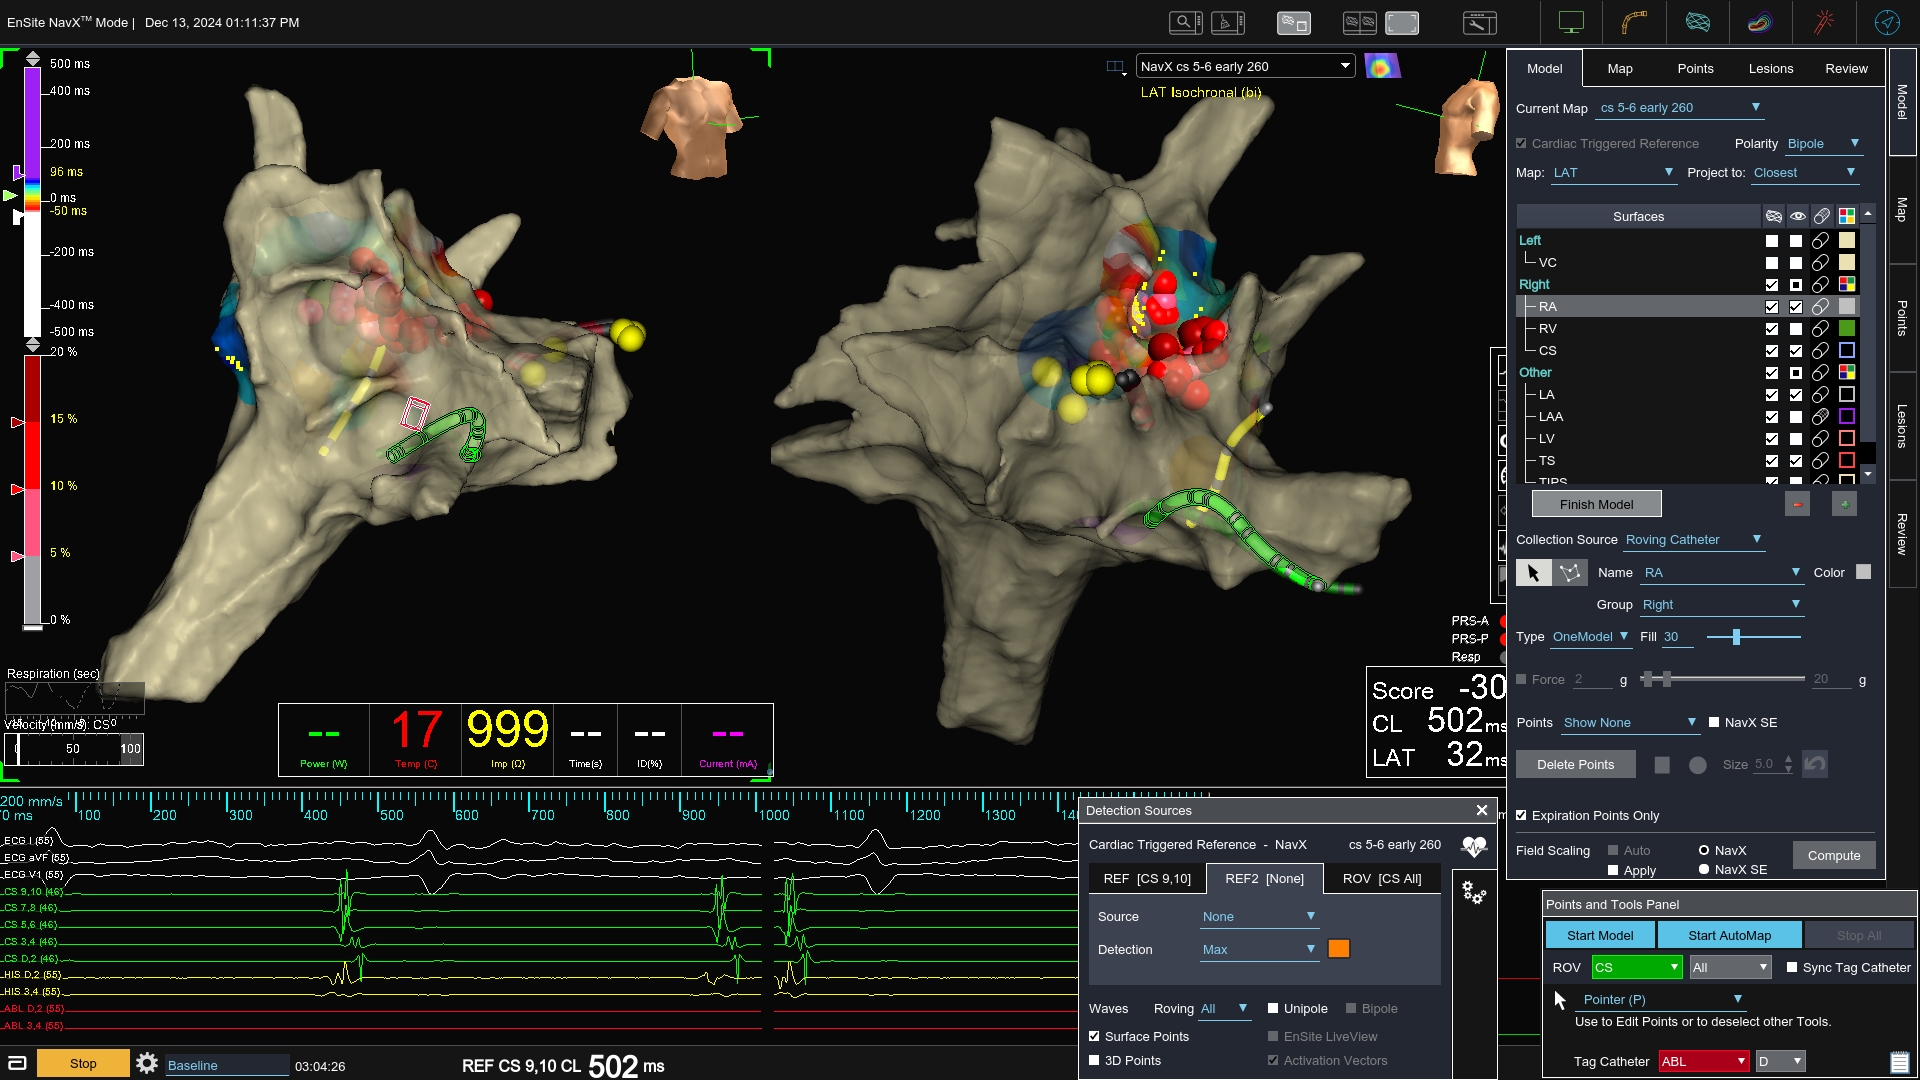 EnSite NavX™ Mode | Dec 13, 2024 01:11:37 PM
500 ms
400 ms
200 ms
96 ms
0 ms
-50 ms
-200 ms
-400 ms
-500 ms
20 %
15 %
10 %
5 %
0 %
NavX cs 5-6 early 260
LAT Isochronal (bi)
Respiration (sec)
Velocity (mm/s): CS
50
100
Power (W)
17
Temp (C)
999
Imp (Ω)
Time(s)
ID(%)
Current (mA)
PRS-A
PRS-P
Resp
Score -30
CL 502 ms
LAT 32 ms
Model Map Points Lesions Review
Current Map cs 5-6 early 260
Cardiac Triggered Reference Polarity Bipole
Map: LAT Project to: Closest
Surfaces
Left
VC
Right
RA
RV
CS
Other
LA
LAA
LV
TS
TIPS
Finish Model
Collection Source Roving Catheter
Name RA Color
Group Right
Type OneModel Fill 30
Force 2 g 20 g
Points Show None NavX SE
Delete Points Size 5.0
Expiration Points Only
Field Scaling Auto NavX
Apply NavX SE
Compute
Model
Map
Points
Lesions
Review
200 mm/s
0 ms 100 200 300 400 500 600 700 800 900 1000 1100 1200 1300
ECG I (55)
ECG aVF (55)
ECG V1 (55)
CS 9,10 (46)
CS 7,8 (46)
CS 5,6 (46)
CS 3,4 (46)
CS D,2 (46)
HIS D,2 (55)
HIS 3,4 (55)
ABL D,2 (55)
ABL 3,4 (55)
Detection Sources
Cardiac Triggered Reference - NavX cs 5-6 early 260
REF [CS 9,10] REF2 [None] ROV [CS All]
Source None
Detection Max
Waves Roving All Unipole Bipole
Surface Points EnSite LiveView
3D Points Activation Vectors
Points and Tools Panel
Start Model Start AutoMap Stop All
ROV CS All Sync Tag Catheter
Pointer (P)
Use to Edit Points or to deselect other Tools.
Tag Catheter ABL D
Stop Baseline 03:04:26 REF CS 9,10 CL 502 ms